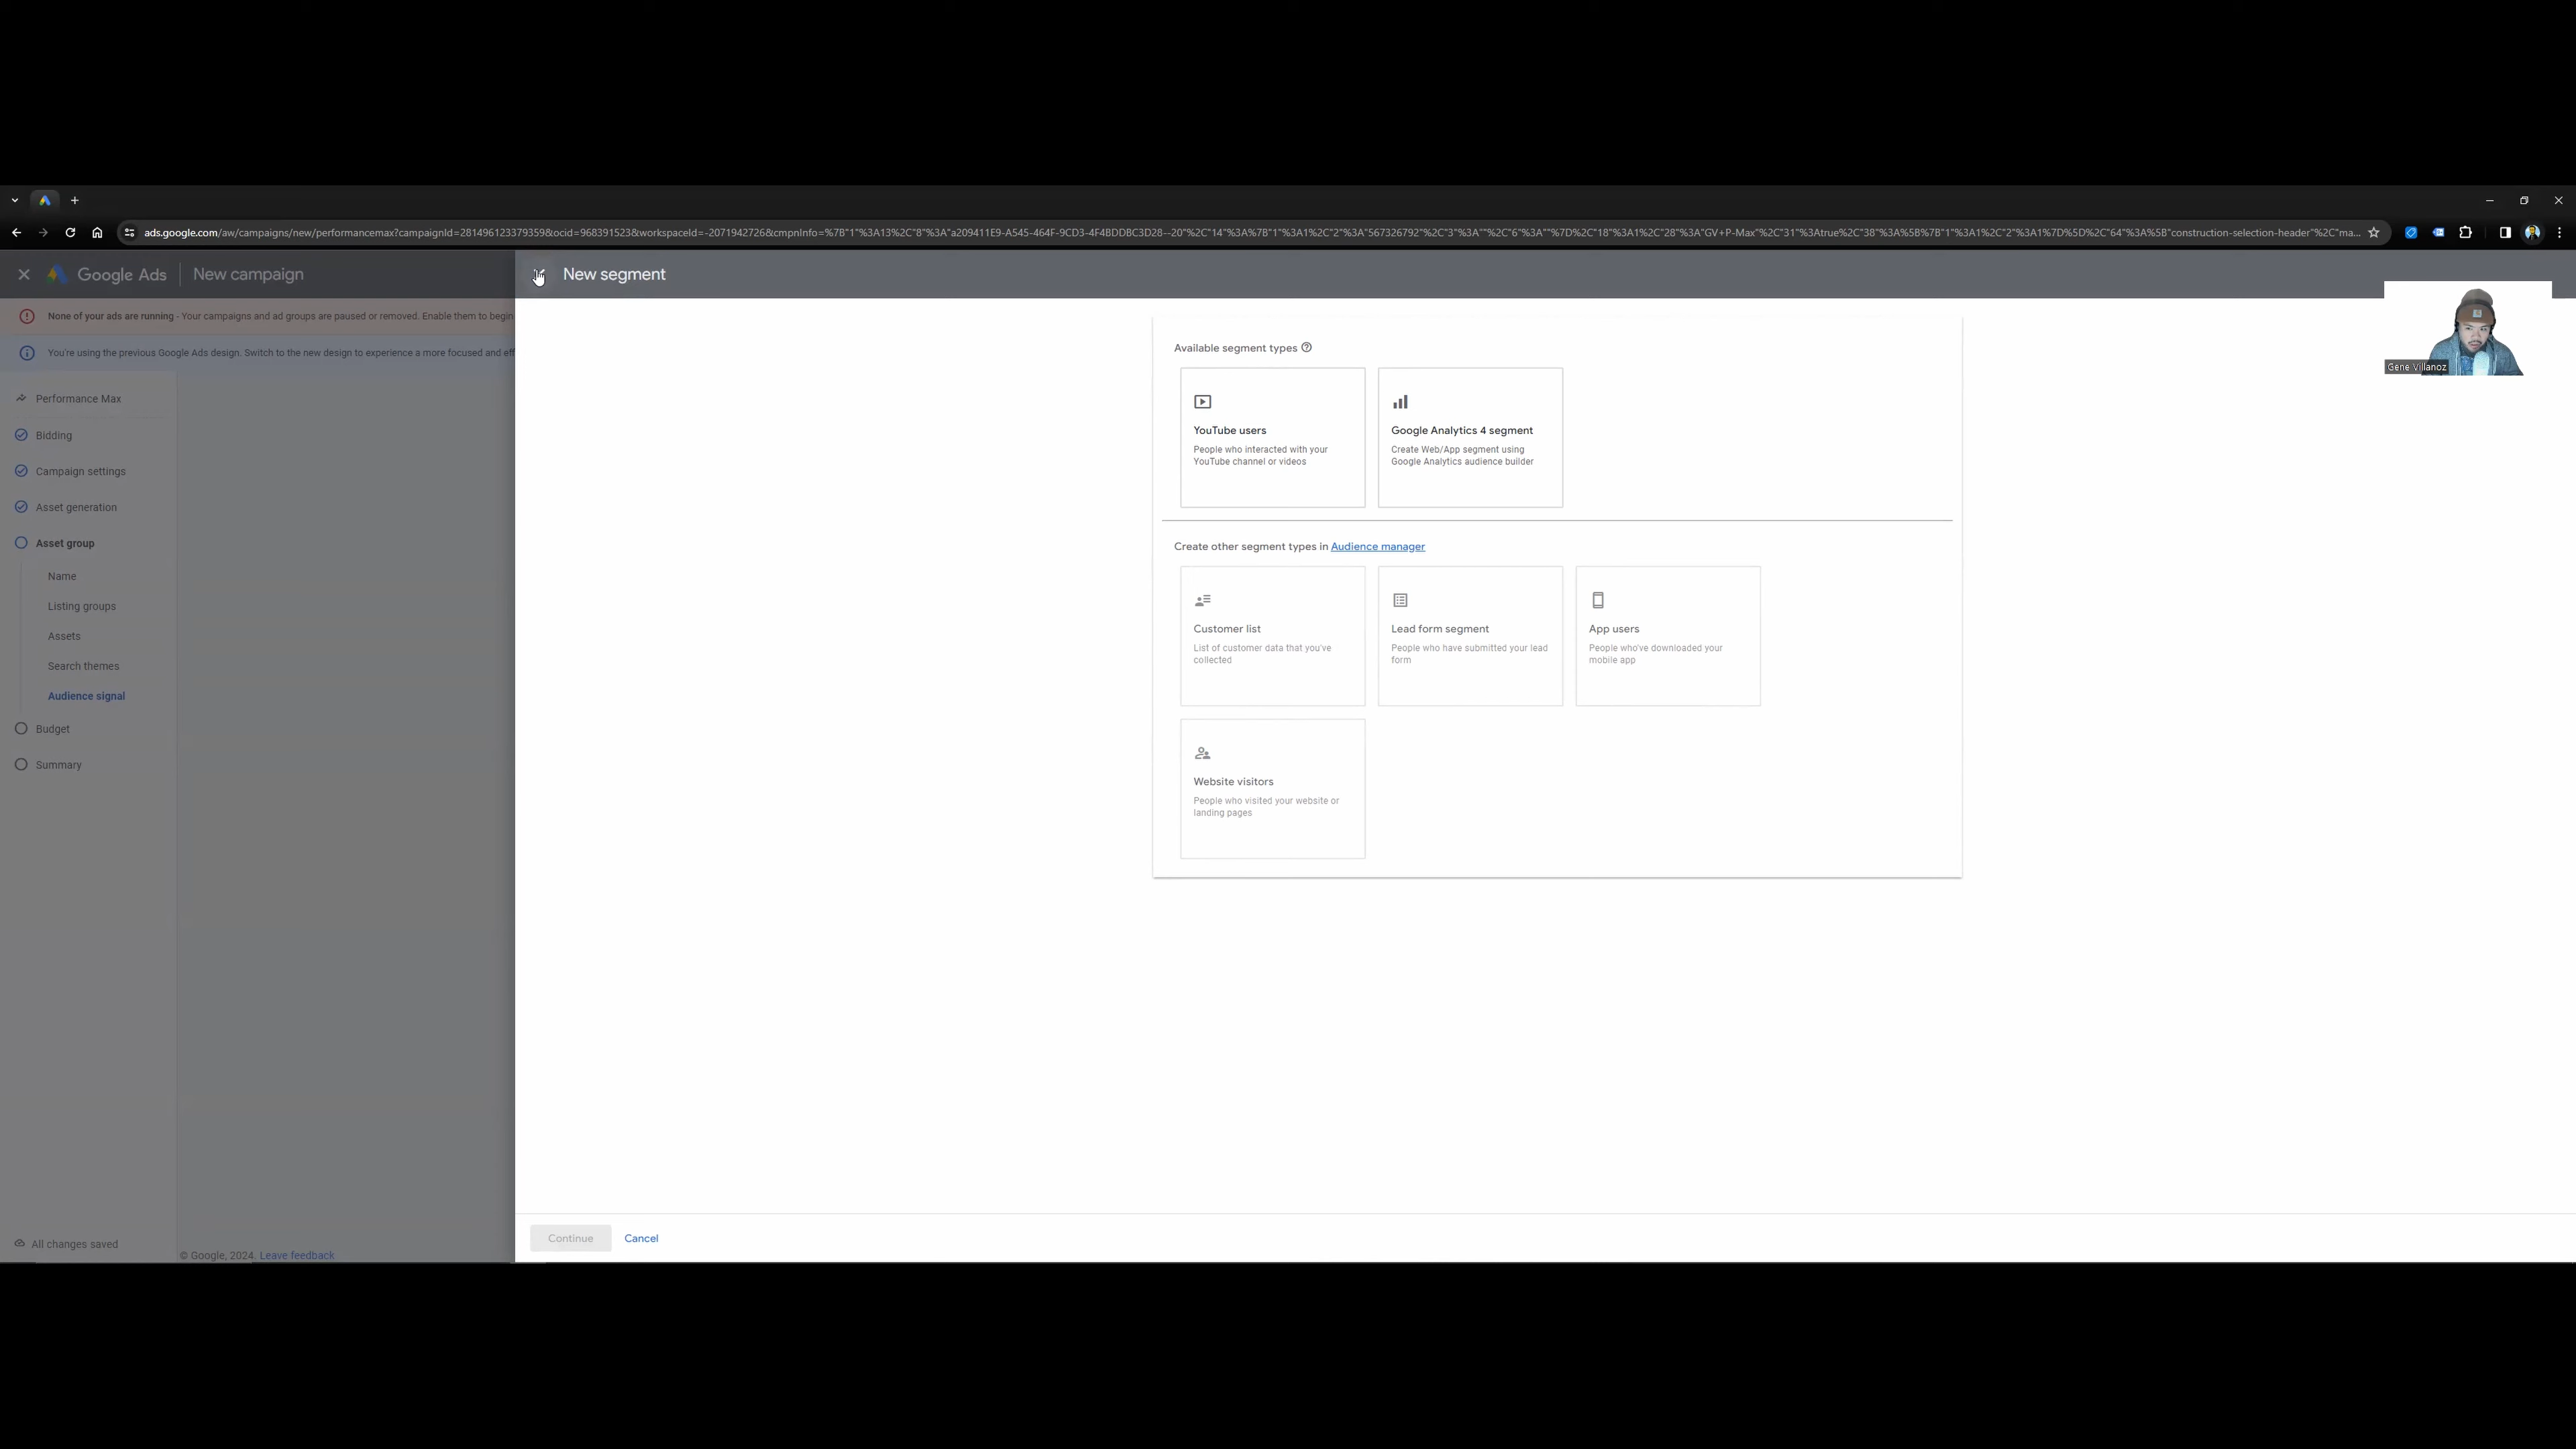 ads.google.com/aw/campaigns/new/performancemax?campaignId=281496123379359&ocid=968391523&workspaceId=-2071942726&cmpnInfo=%7B"1"%3A13%2C"8"%3A"a209411E9-A545-464F-9CD3-4F4BDDBC3D28--20"%2C"14"%3A%7B"1"%3A1%2C"2"%3A"567326792"%2C"3"%3A""%2C"6"%3A""%7D%2C"18"%3A1%2C"28"%3A"GV+P-Max"%2C"31"%3Atrue%2C"38"%3A%5B%7B"1"%3A1%2C"2"%3A1%7D%5D%2C"64"%3A%5B"construction-selection-header"%2C"ma...
Google Ads
New campaign
New segment
None of your ads are running - Your campaigns and ad groups are paused or removed. Enable them to begin
You're using the previous Google Ads design. Switch to the new design to experience a more focused and eff
Gene Villanoz
Performance Max
Bidding
Campaign settings
Asset generation
Asset group
Name
Listing groups
Assets
Search themes
Audience signal
Budget
Summary
All changes saved
© Google, 2024. Leave feedback
Available segment types
YouTube users
People who interacted with your
YouTube channel or videos
Google Analytics 4 segment
Create Web/App segment using
Google Analytics audience builder
Create other segment types in Audience manager
Customer list
List of customer data that you've
collected
Lead form segment
People who have submitted your lead
form
App users
People who've downloaded your
mobile app
Website visitors
People who visited your website or
landing pages
Continue
Cancel